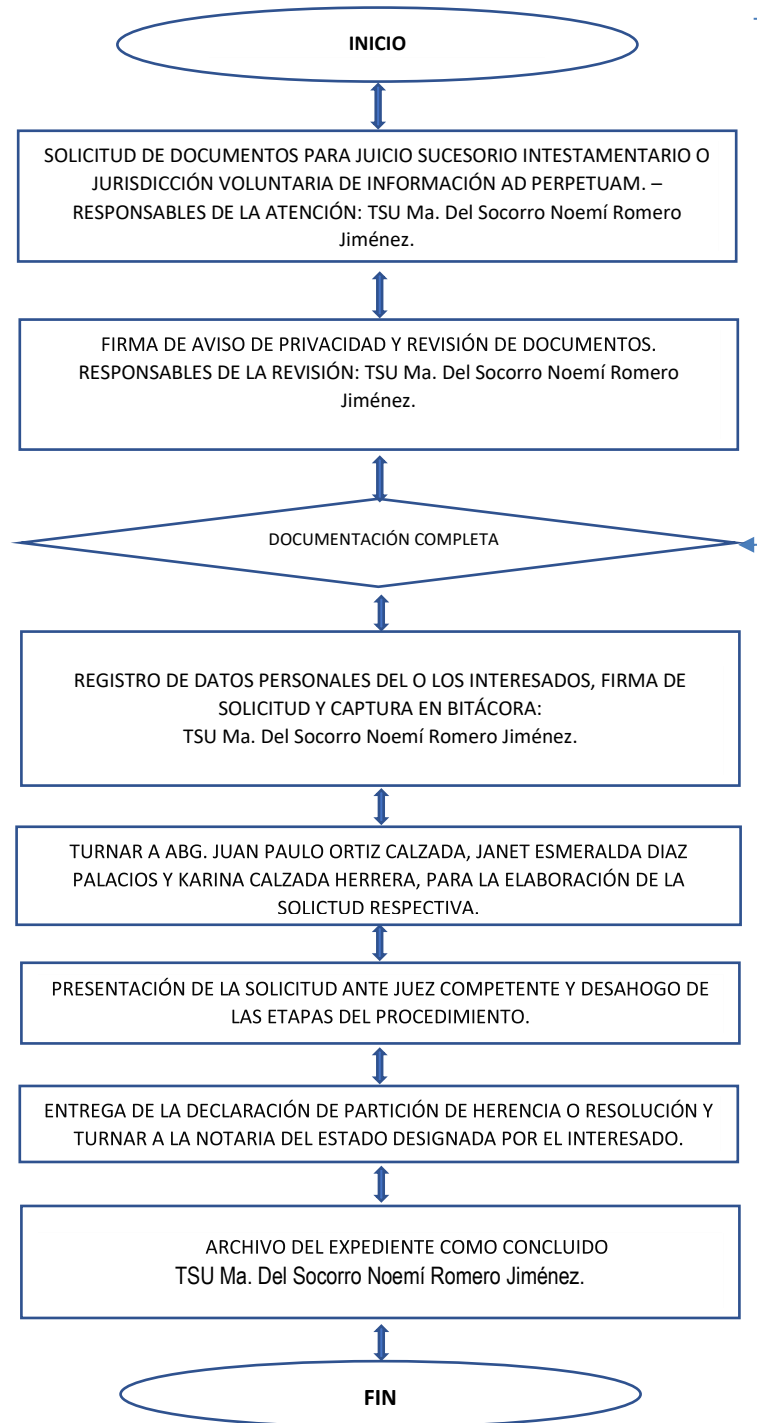 INICIO
SOLICITUD DE DOCUMENTOS PARA JUICIO SUCESORIO INTESTAMENTARIO O
JURISDICCIÓN VOLUNTARIA DE INFORMACIÓN AD PERPETUAM. –
RESPONSABLES DE LA ATENCIÓN: TSU Ma. Del Socorro Noemí Romero
Jiménez.
FIRMA DE AVISO DE PRIVACIDAD Y REVISIÓN DE DOCUMENTOS.
RESPONSABLES DE LA REVISIÓN: TSU Ma. Del Socorro Noemí Romero
Jiménez.
DOCUMENTACIÓN COMPLETA
REGISTRO DE DATOS PERSONALES DEL O LOS INTERESADOS, FIRMA DE
SOLICITUD Y CAPTURA EN BITÁCORA:
TSU Ma. Del Socorro Noemí Romero Jiménez.
TURNAR A ABG. JUAN PAULO ORTIZ CALZADA, JANET ESMERALDA DIAZ
PALACIOS Y KARINA CALZADA HERRERA, PARA LA ELABORACIÓN DE LA
SOLICTUD RESPECTIVA.
PRESENTACIÓN DE LA SOLICITUD ANTE JUEZ COMPETENTE Y DESAHOGO DE
LAS ETAPAS DEL PROCEDIMIENTO.
ENTREGA DE LA DECLARACIÓN DE PARTICIÓN DE HERENCIA O RESOLUCIÓN Y
TURNAR A LA NOTARIA DEL ESTADO DESIGNADA POR EL INTERESADO.
ARCHIVO DEL EXPEDIENTE COMO CONCLUIDO
TSU Ma. Del Socorro Noemí Romero Jiménez.
FIN